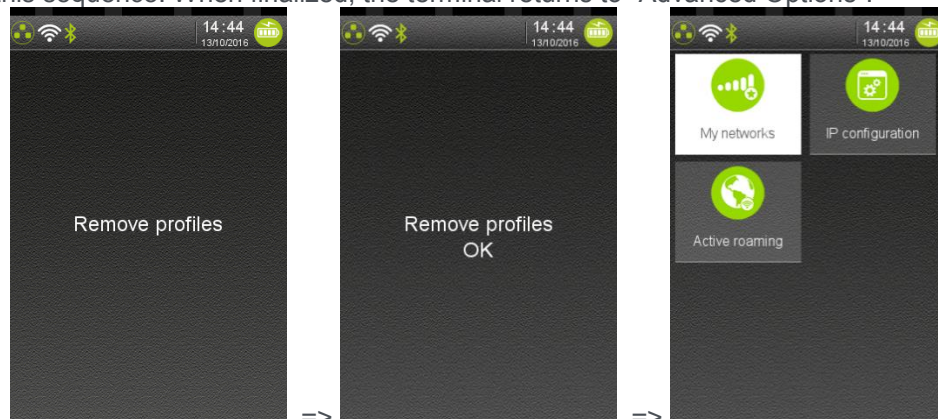 this sequence. When finalized, the terminal returns to "Advanced Options".
14:44
13/10/2016
Remove profiles
=>
14:44
13/10/2016
Remove profiles
OK
=>
14:44
13/10/2016
My networks
IP configuration
Active roaming